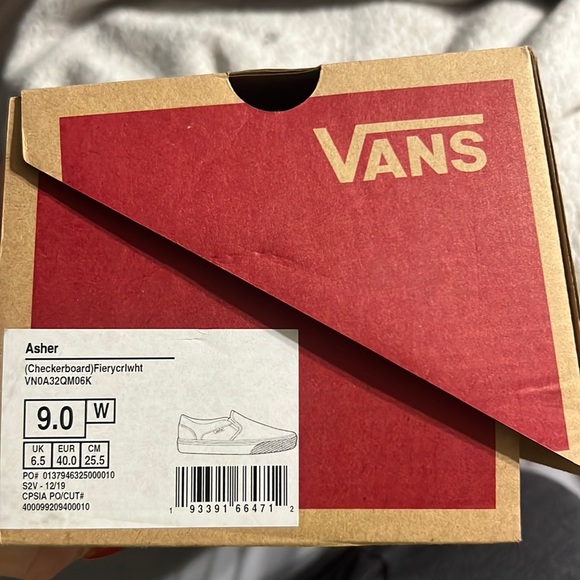 VANS
Asher
(Checkerboard)Fierycrlwht
VN0A32QM06K
9.0 W
UK EUR CM
6.5 40.0 25.5
PO# 0137946325000010
S2V - 12/19
CPSIA PO/CUT#
400099209400010
1 93391 66471 2